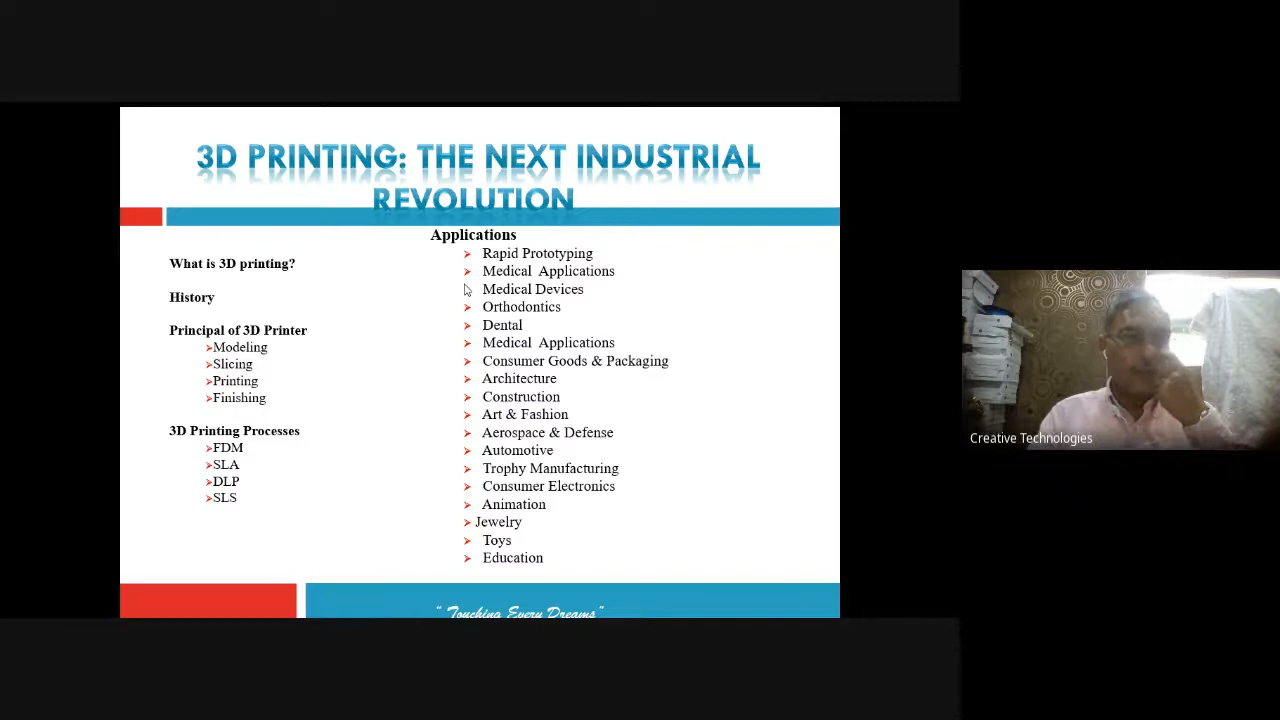 3D PRINTING: THE NEXT INDUSTRIAL
REVOLUTION
What is 3D printing?
History
Principal of 3D Printer
Modeling
Slicing
Printing
Finishing
3D Printing Processes
FDM
SLA
DLP
SLS
Applications
Rapid Prototyping
Medical Applications
Medical Devices
Orthodontics
Dental
Medical Applications
Consumer Goods & Packaging
Architecture
Construction
Art & Fashion
Aerospace & Defense
Automotive
Trophy Manufacturing
Consumer Electronics
Animation
Jewelry
Toys
Education
“ Touching Every Dreams”
Creative Technologies